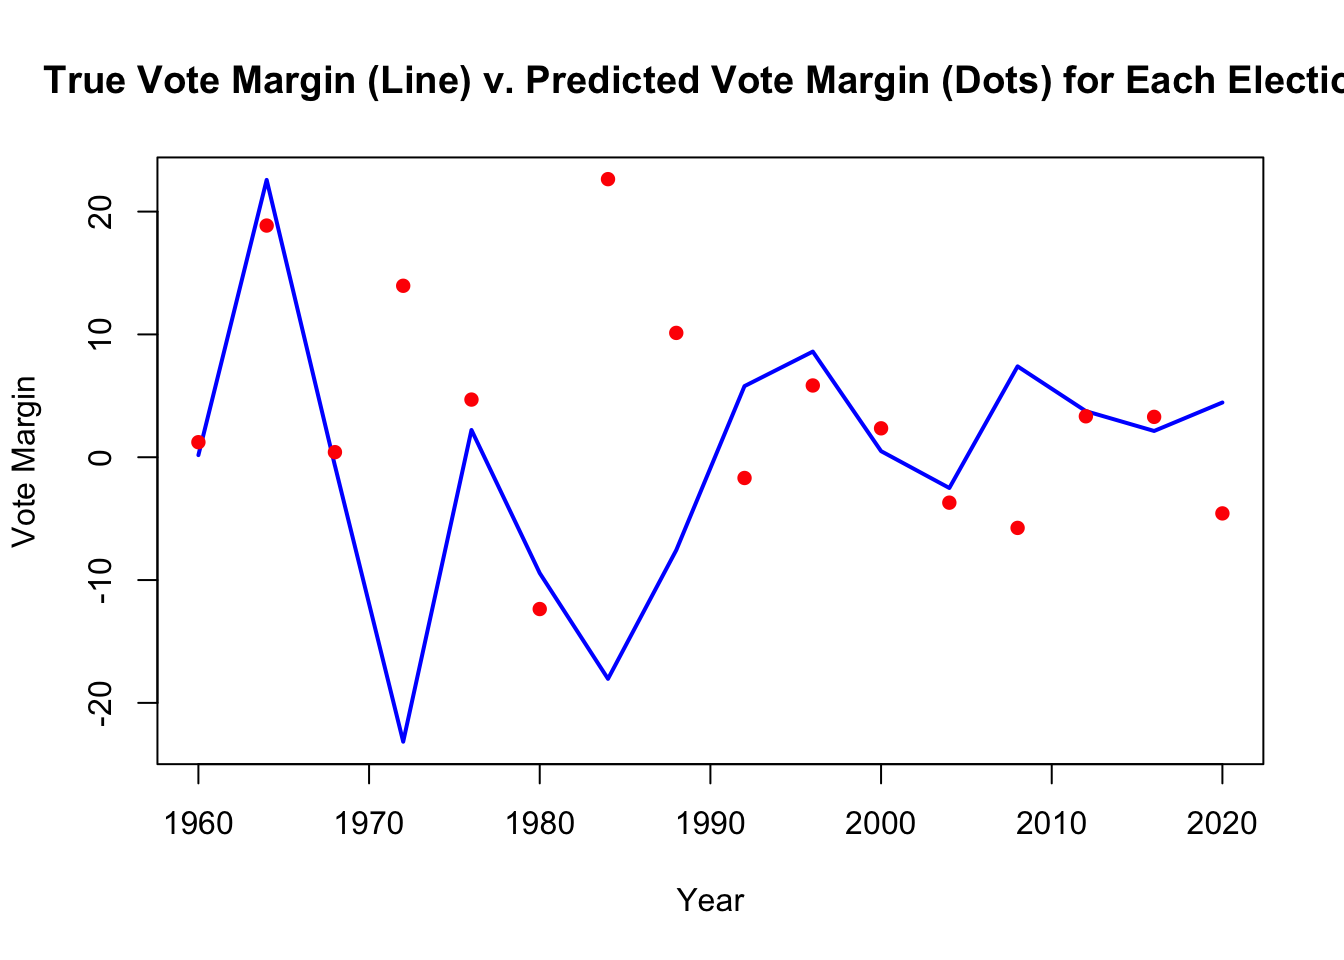 True Vote Margin (Line) v. Predicted Vote Margin (Dots) for Each Electio
Vote Margin
20
10
0
-10
-20
1960 1970 1980 1990 2000 2010 2020
Year